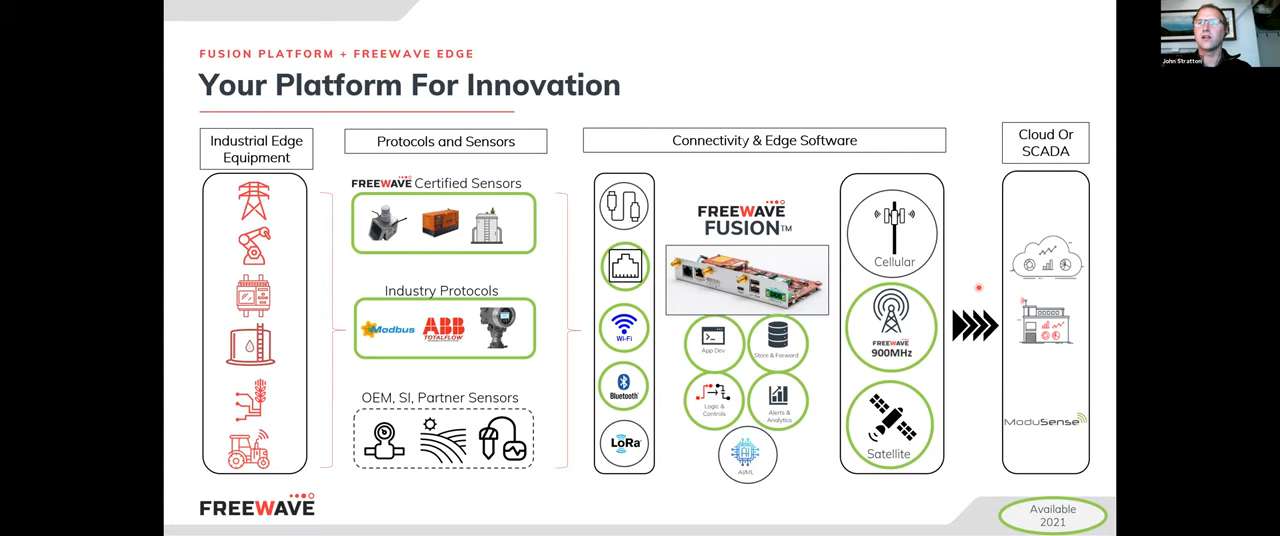 FUSION PLATFORM + FREEWAVE EDGE
Your Platform For Innovation
John Stratton
Industrial Edge
Equipment
Protocols and Sensors
Connectivity & Edge Software
Cloud Or
SCADA
FREEWAVE Certified Sensors
Industry Protocols
Modbus
ABB
TOTALFLOW
OEM, SI, Partner Sensors
Wi-Fi
Bluetooth
LoRa
FREEWAVE
FUSION TM
App Dev
Store & Forward
Logic &
Controls
Alerts &
Analytics
AI
AI/ML
Cellular
FREEWAVE
900MHz
Satellite
ModuSense
FREEWAVE
Available
2021